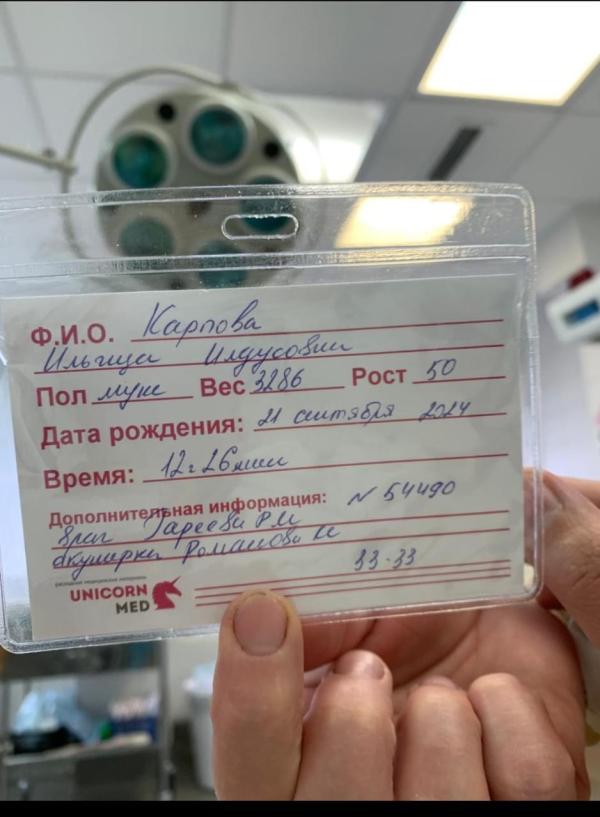 Ф.И.О. Карпова
Ильгиза Илдусовна
Пол муж Вес 3286 Рост 50
Дата рождения: 21 сентября 2024
Время: 12ч 26мин
Дополнительная информация: N 54490
врач Гареева Р.И
акушерка Романова
33-33
UNICORN
MED